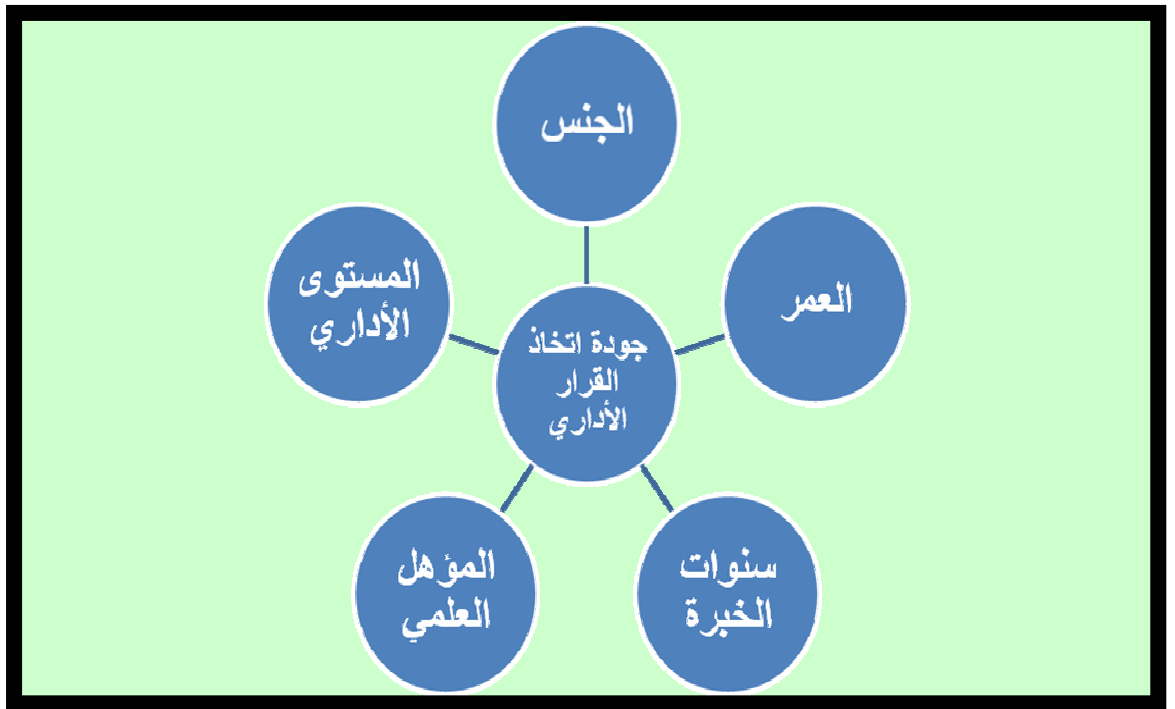 الجنس
العمر
المستوى
الأداري
جودة اتخاذ
القرار
الأداري
سنوات
الخبرة
المؤهل
العلمي